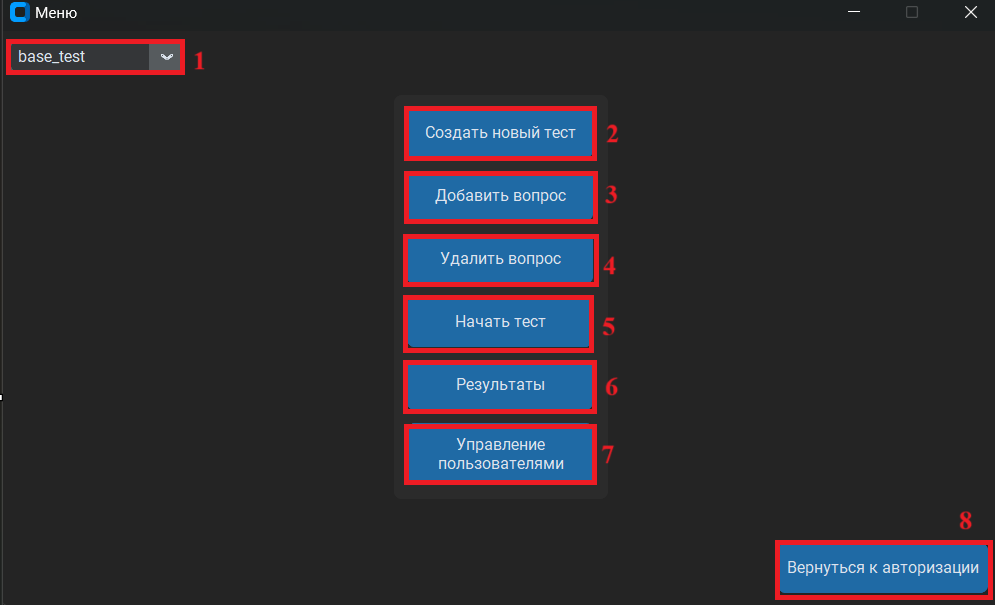 Меню
base_test
1
Создать новый тест
2
Добавить вопрос
3
Удалить вопрос
4
Начать тест
5
Результаты
6
Управление
пользователями
7
8
Вернуться к авторизации